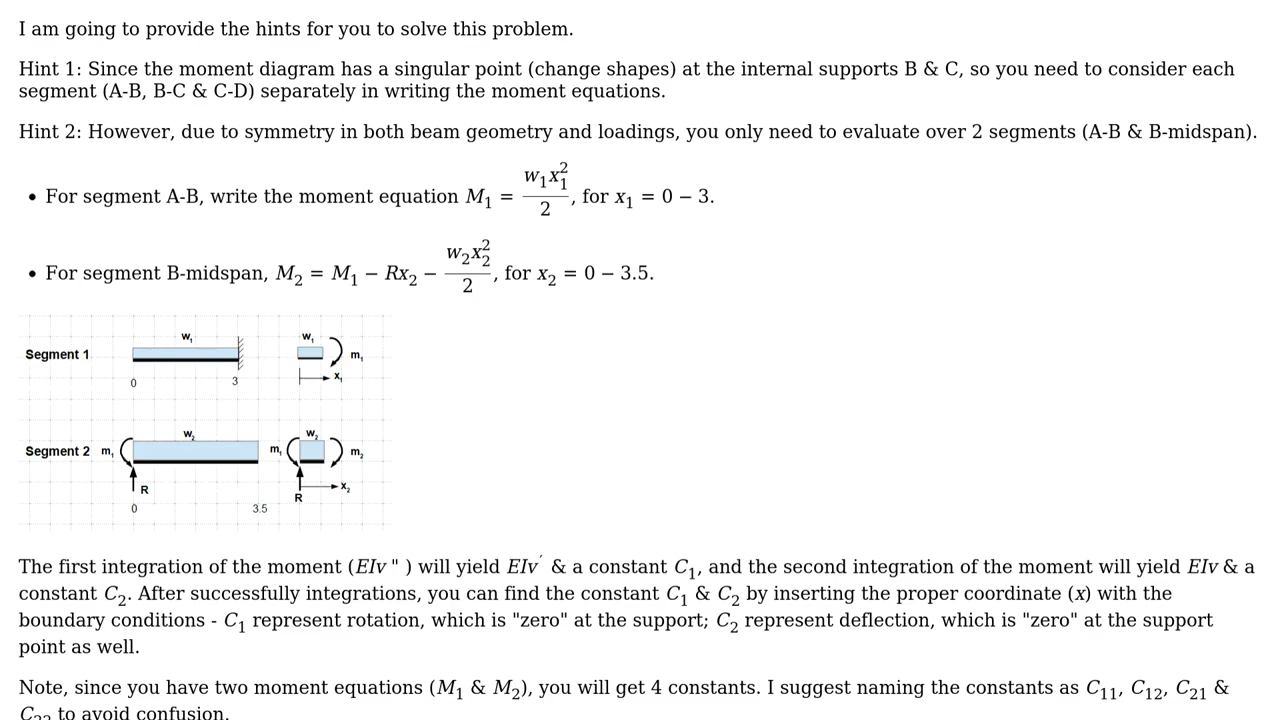 I am going to provide the hints for you to solve this problem.
Hint 1: Since the moment diagram has a singular point (change shapes) at the internal supports B & C, so you need to consider each
segment (A-B, B-C & C-D) separately in writing the moment equations.
Hint 2: However, due to symmetry in both beam geometry and loadings, you only need to evaluate over 2 segments (A-B & B-midspan).
• For segment A-B, write the moment equation M₁ = w₁x₁²/2, for x₁ = 0 − 3.
• For segment B-midspan, M₂ = M₁ − Rx₂ − w₂x₂²/2, for x₂ = 0 − 3.5.
w₁ w₁
Segment 1 m₁
0 3 x₁
w₂ w₂
Segment 2 m₁ m₁ m₂
R R x₂
0 3.5
The first integration of the moment (EIv " ) will yield EIv′ & a constant C₁, and the second integration of the moment will yield EIv & a
constant C₂. After successfully integrations, you can find the constant C₁ & C₂ by inserting the proper coordinate (x) with the
boundary conditions - C₁ represent rotation, which is "zero" at the support; C₂ represent deflection, which is "zero" at the support
point as well.
Note, since you have two moment equations (M₁ & M₂), you will get 4 constants. I suggest naming the constants as C₁₁, C₁₂, C₂₁ &
to avoid confusion.